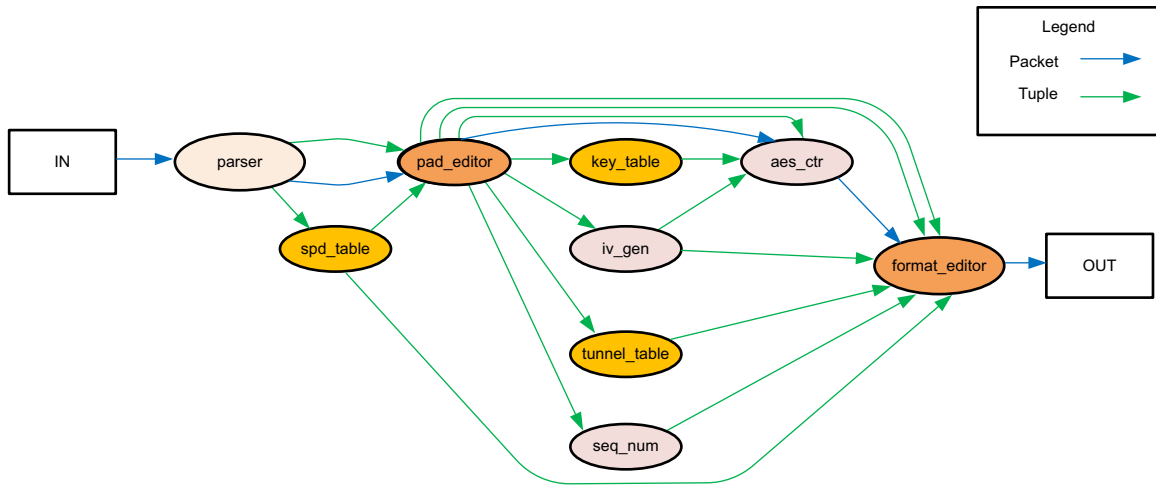 Legend
Packet
Tuple
IN
parser
pad_editor
key_table
aes_ctr
spd_table
iv_gen
format_editor
OUT
tunnel_table
seq_num